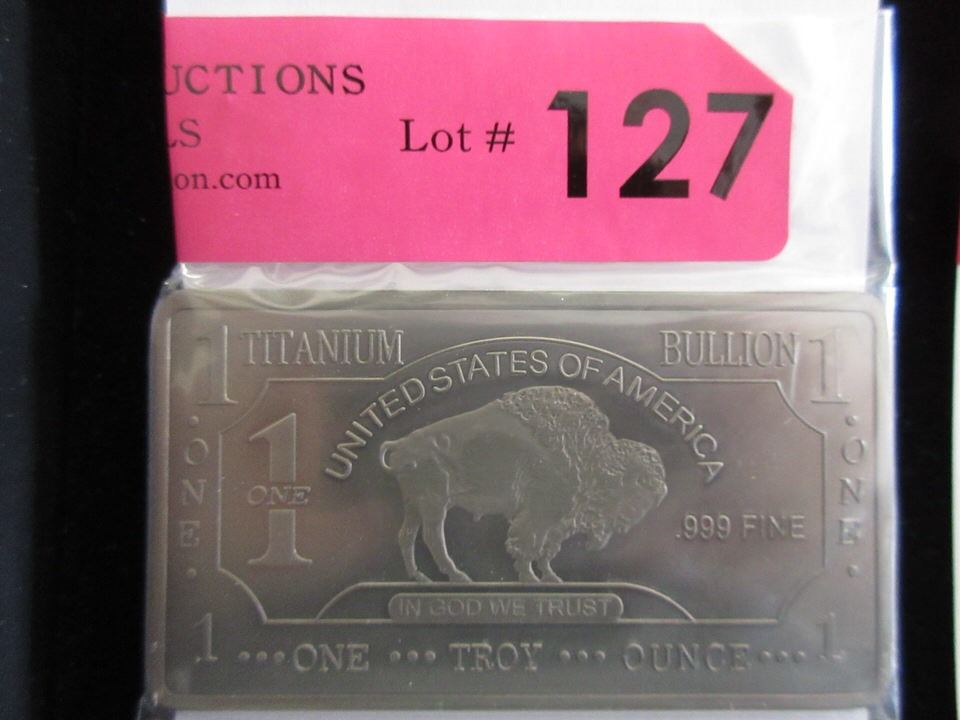 UCTIONS
LS
on.com
Lot # 127
1 TITANIUM BULLION 1
UNITED STATES OF AMERICA
·ONE·
1
ONE
.999 FINE
·ONE·
IN GOD WE TRUST
1 •••ONE ••• TROY ••• OUNCE••• 1